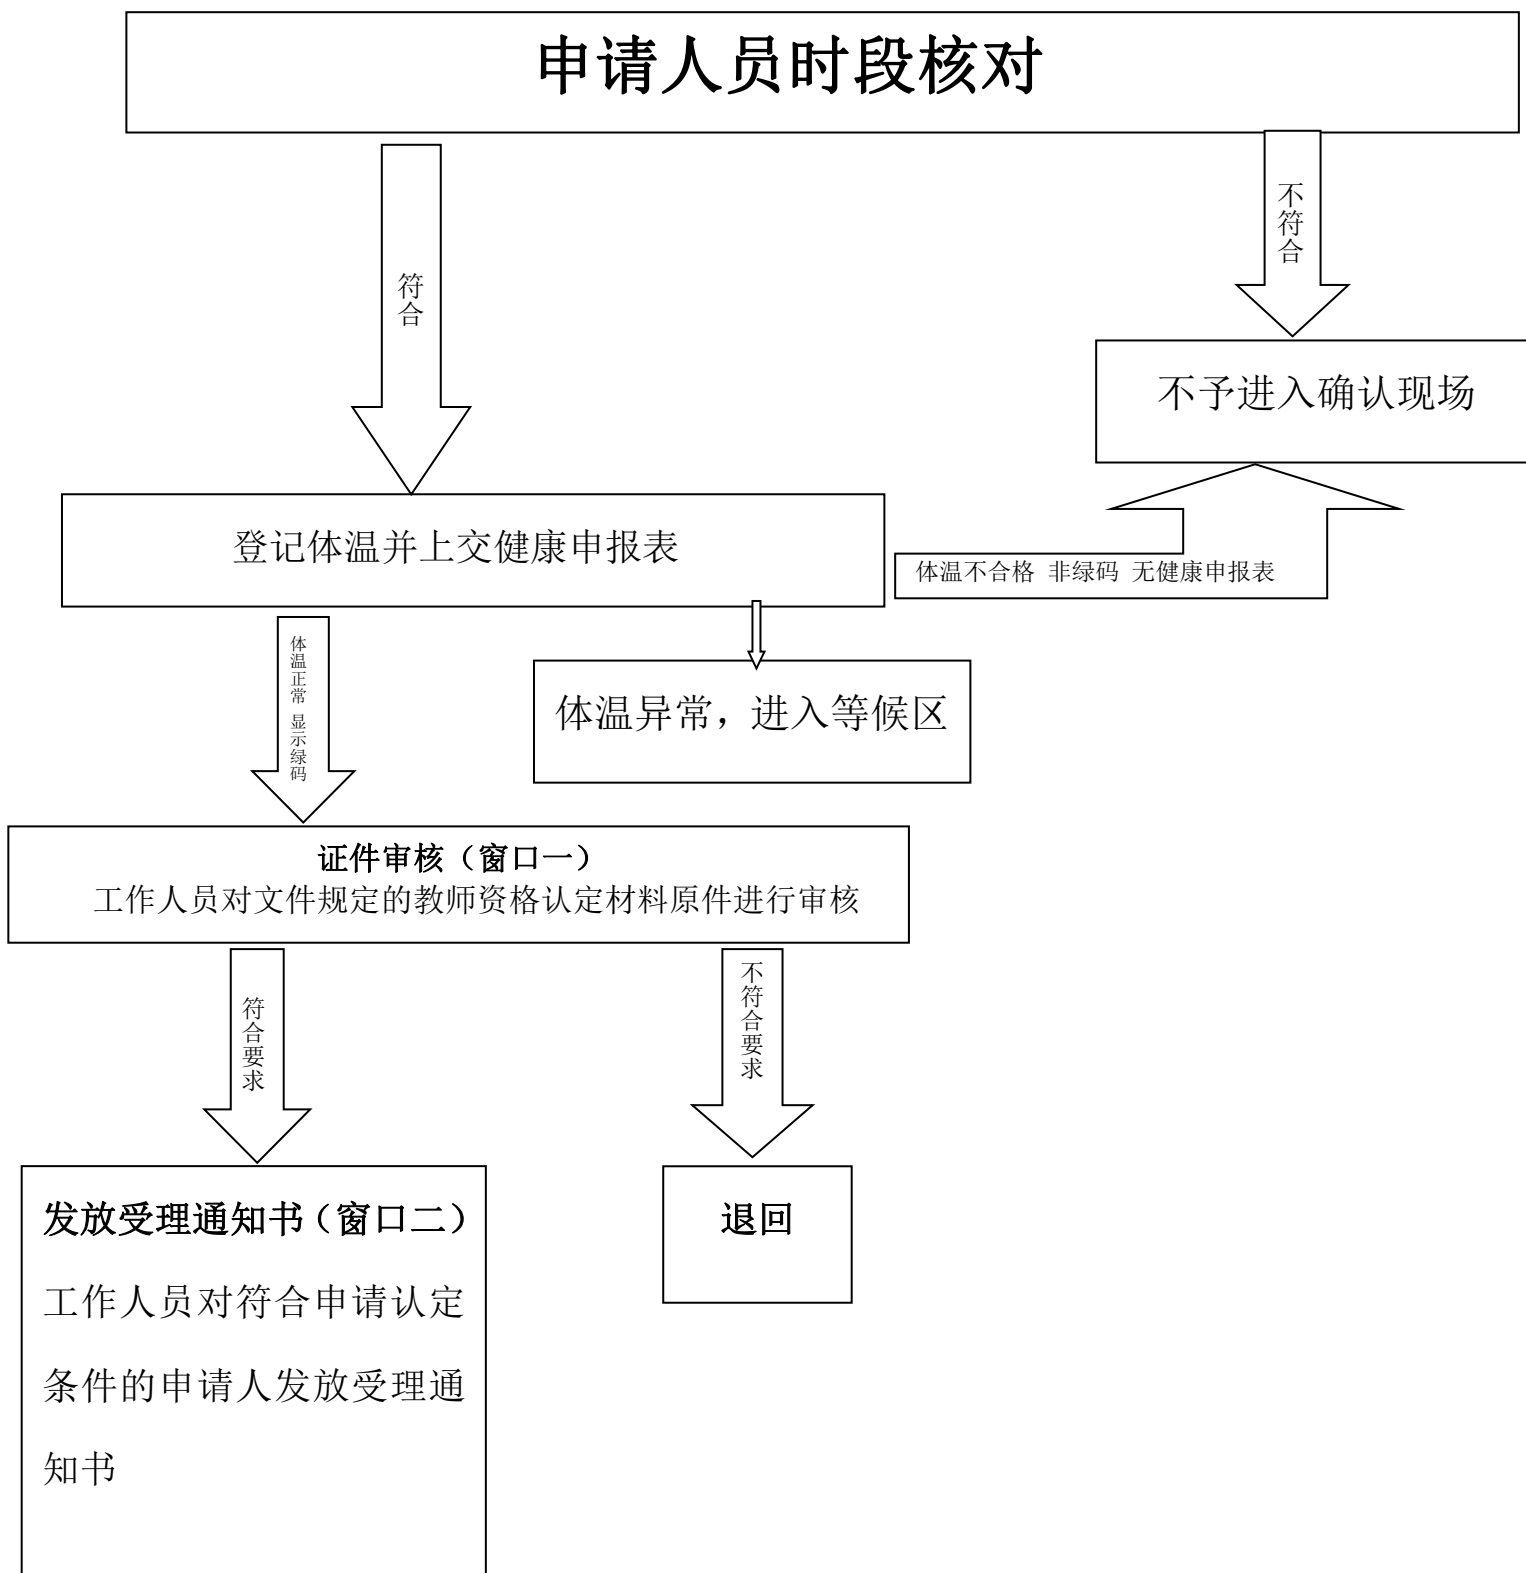 申请人员时段核对
符合
不符合
不予进入确认现场
登记体温并上交健康申报表
体温不合格 非绿码 无健康申报表
体温正常 显示绿码
体温异常，进入等候区
证件审核（窗口一）
工作人员对文件规定的教师资格认定材料原件进行审核
符合要求
不符合要求
发放受理通知书（窗口二）
工作人员对符合申请认定
条件的申请人发放受理通
知书
退回